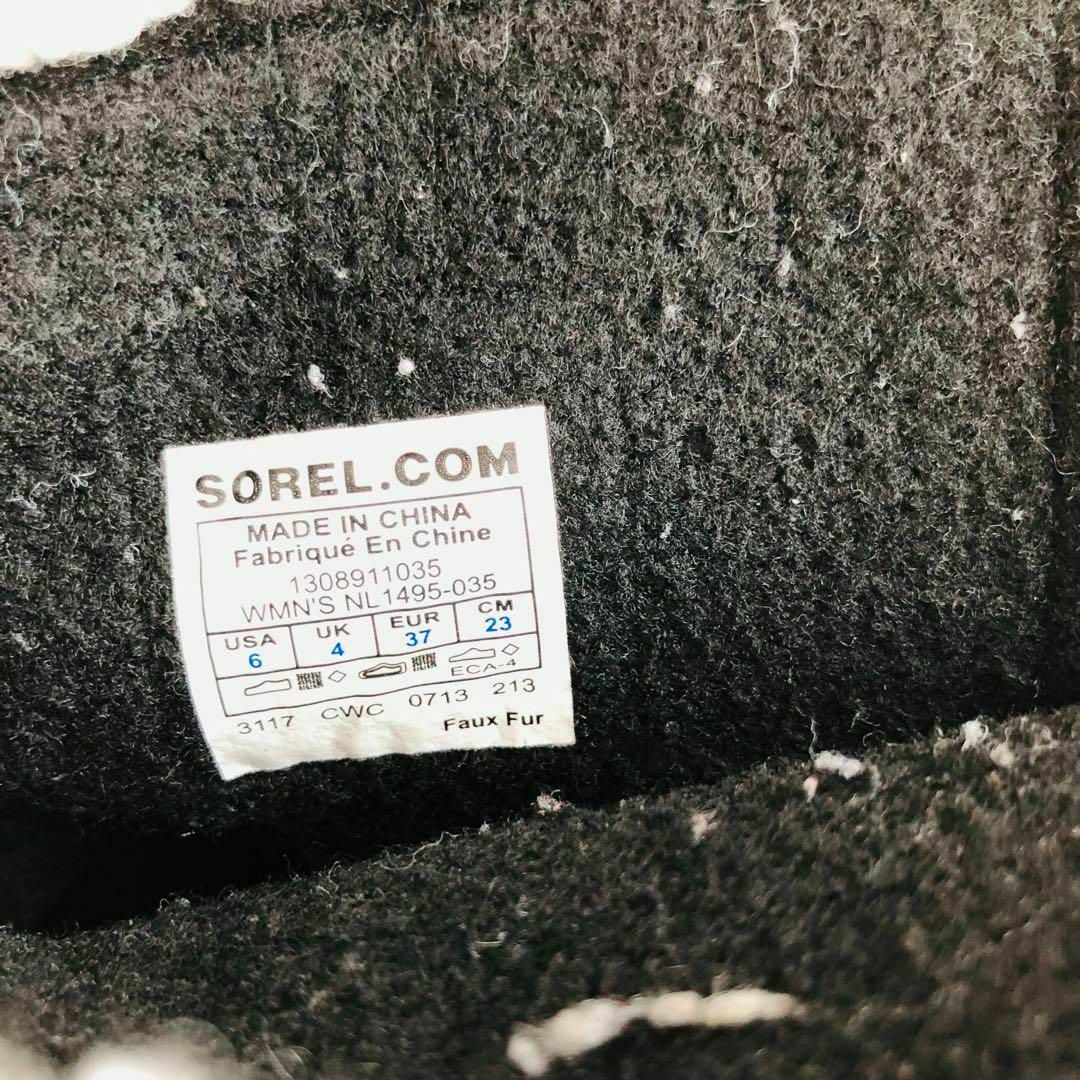 SOREL.COM
MADE IN CHINA
Fabriqué En Chine
1308911035
WMN'S NL1495-035
USA UK EUR CM
6 4 37 23
ECA-4
3117 CWC 0713 213
Faux Fur